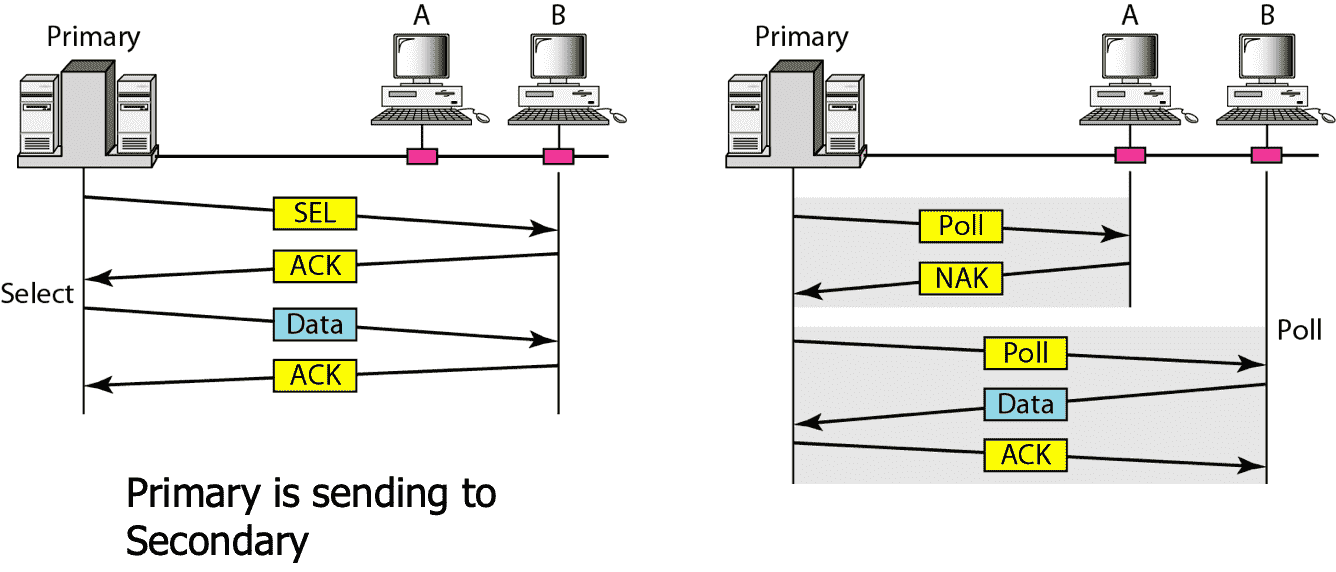 Primary
A
B
SEL
ACK
Select
Data
ACK
Primary is sending to
Secondary
Primary
A
B
Poll
NAK
Poll
Poll
Data
ACK